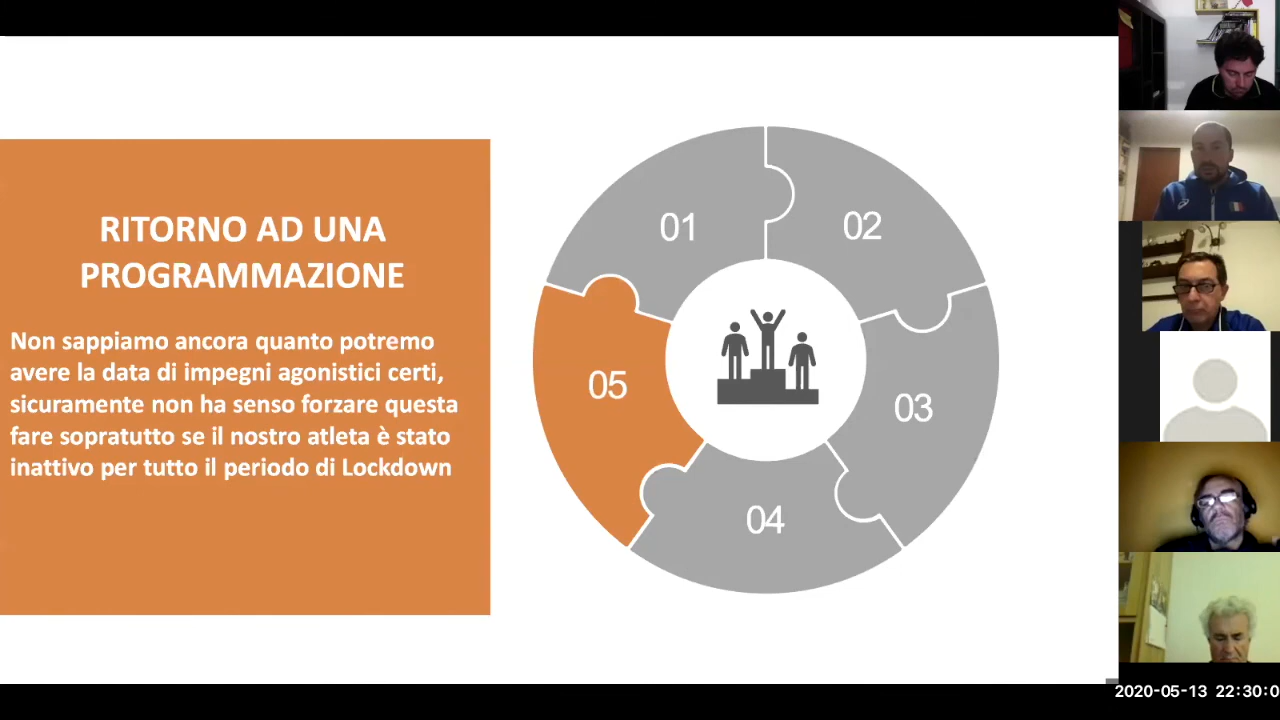 RITORNO AD UNA
PROGRAMMAZIONE
Non sappiamo ancora quanto potremo
avere la data di impegni agonistici certi,
sicuramente non ha senso forzare questa
fare sopratutto se il nostro atleta è stato
inattivo per tutto il periodo di Lockdown
01
02
03
04
05
2020-05-13 22:30:0